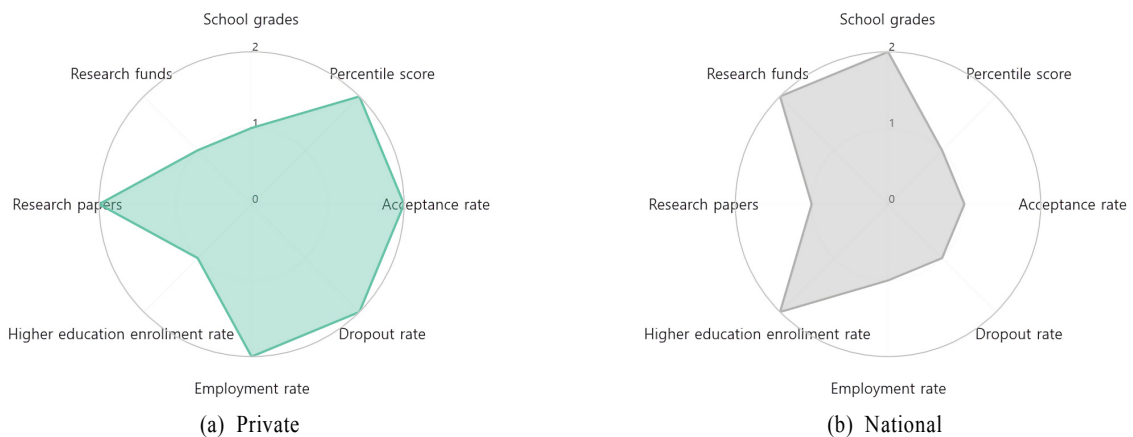 School grades
2
Research funds
Percentile score
1
Research papers
0
Acceptance rate
Higher education enrollment rate
Dropout rate
Employment rate
(a) Private
School grades
2
Research funds
Percentile score
1
Research papers
0
Acceptance rate
Higher education enrollment rate
Dropout rate
Employment rate
(b) National